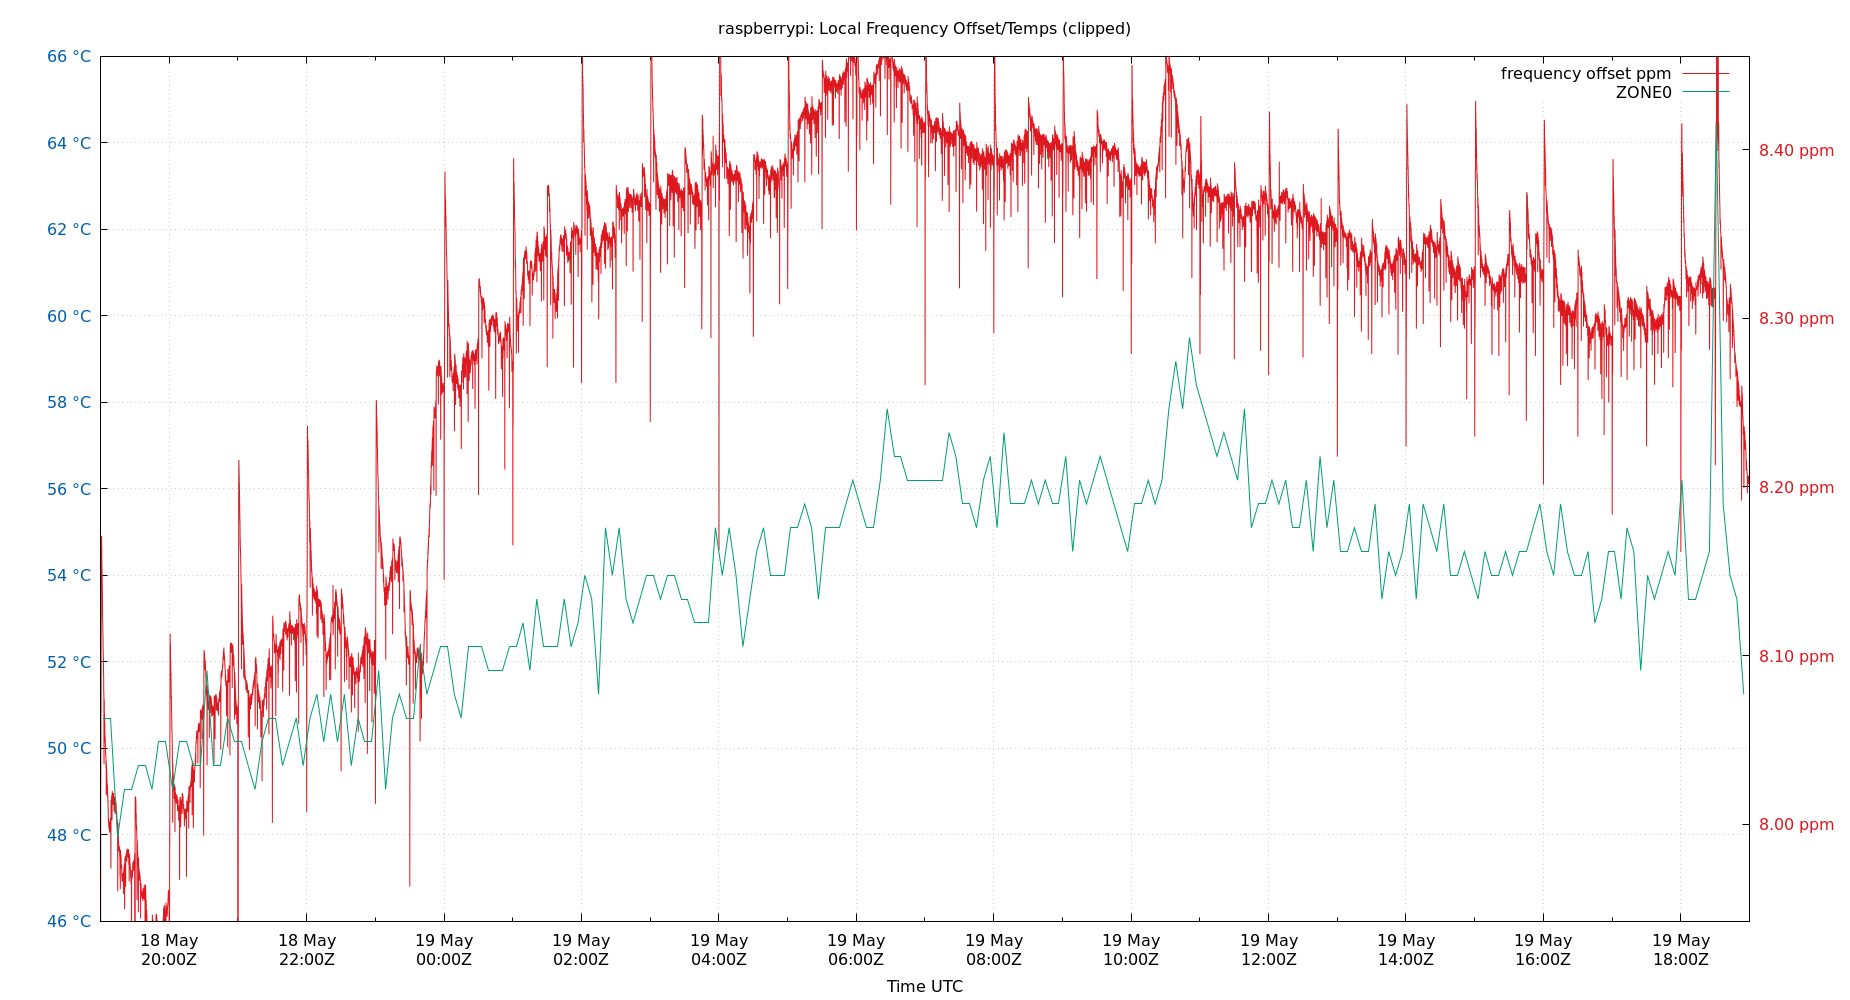 raspberrypi: Local Frequency Offset/Temps (clipped)
frequency offset ppm
ZONE0
66 °C
64 °C
62 °C
60 °C
58 °C
56 °C
54 °C
52 °C
50 °C
48 °C
46 °C
8.40 ppm
8.30 ppm
8.20 ppm
8.10 ppm
8.00 ppm
18 May
20:00Z
18 May
22:00Z
19 May
00:00Z
19 May
02:00Z
19 May
04:00Z
19 May
06:00Z
19 May
08:00Z
19 May
10:00Z
19 May
12:00Z
19 May
14:00Z
19 May
16:00Z
19 May
18:00Z
Time UTC